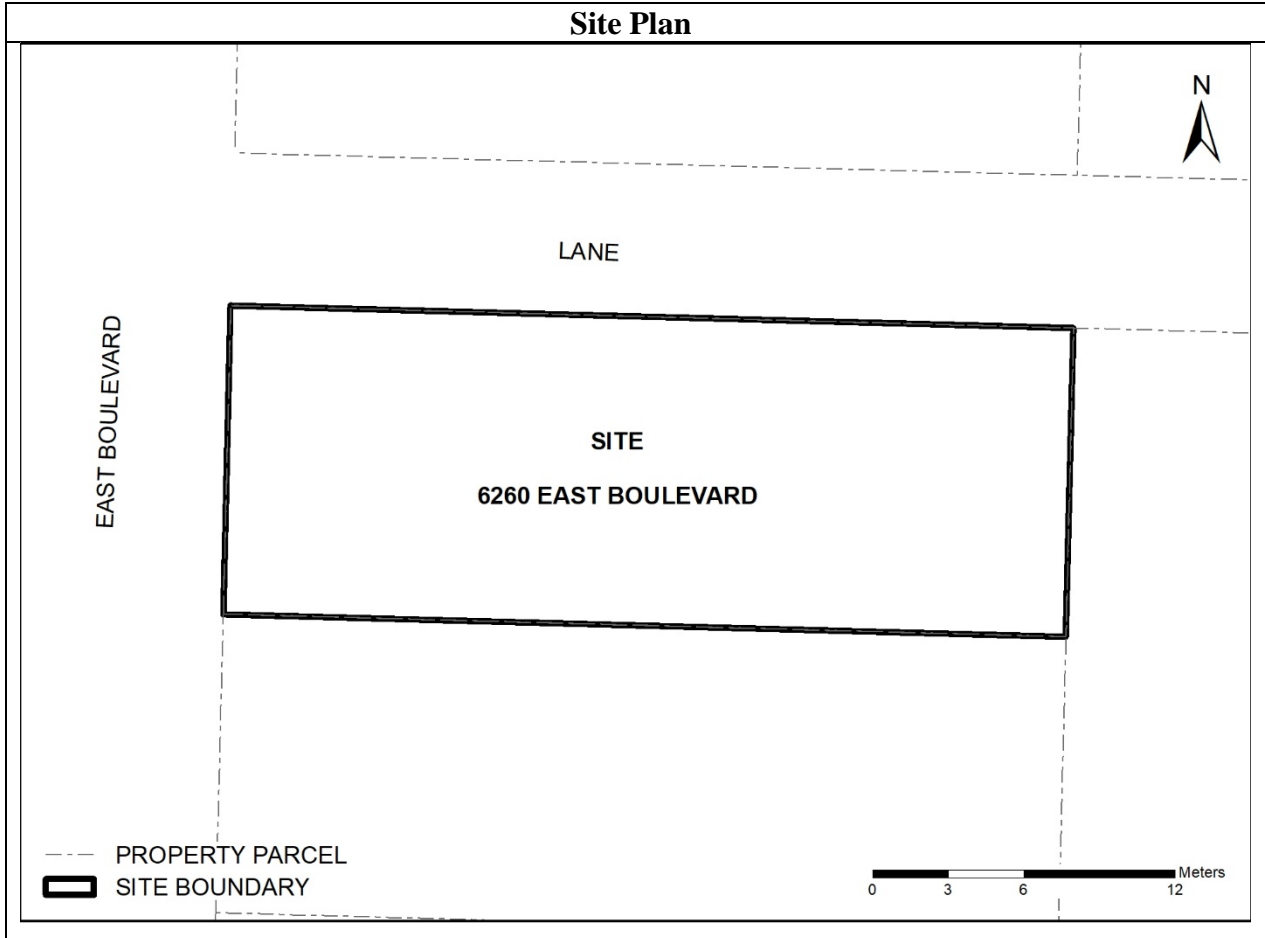 Site Plan
N
LANE
EAST BOULEVARD
SITE
6260 EAST BOULEVARD
PROPERTY PARCEL
SITE BOUNDARY
Meters
0 3 6 12